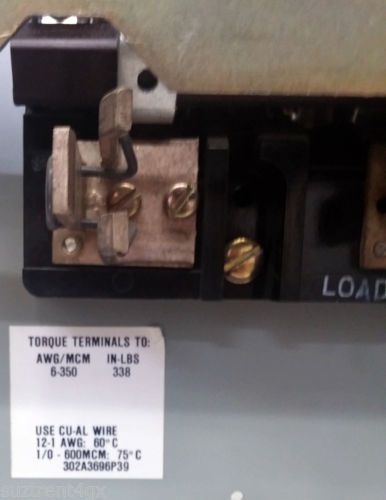 LOAD
TORQUE TERMINALS TO:
AWG/MCM IN-LBS
6-350 338
USE CU-AL WIRE
12-1 AWG: 60°C
1/0 - 600MCM: 75°C
302A3696P39
suztrent4gx